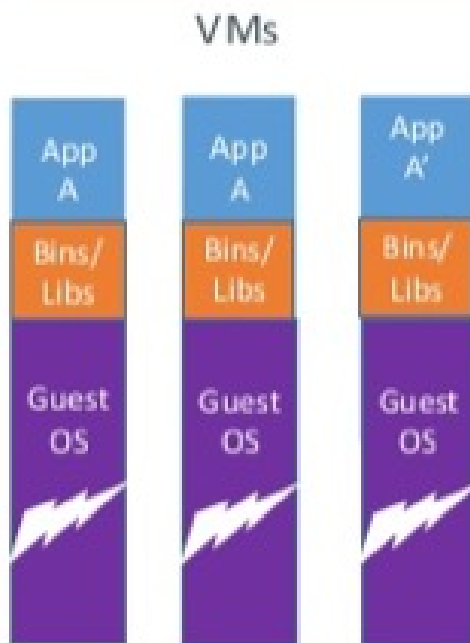 VMs
App
A
Bins/
Libs
Guest
OS
App
A
Bins/
Libs
Guest
OS
App
A'
Bins/
Libs
Guest
OS